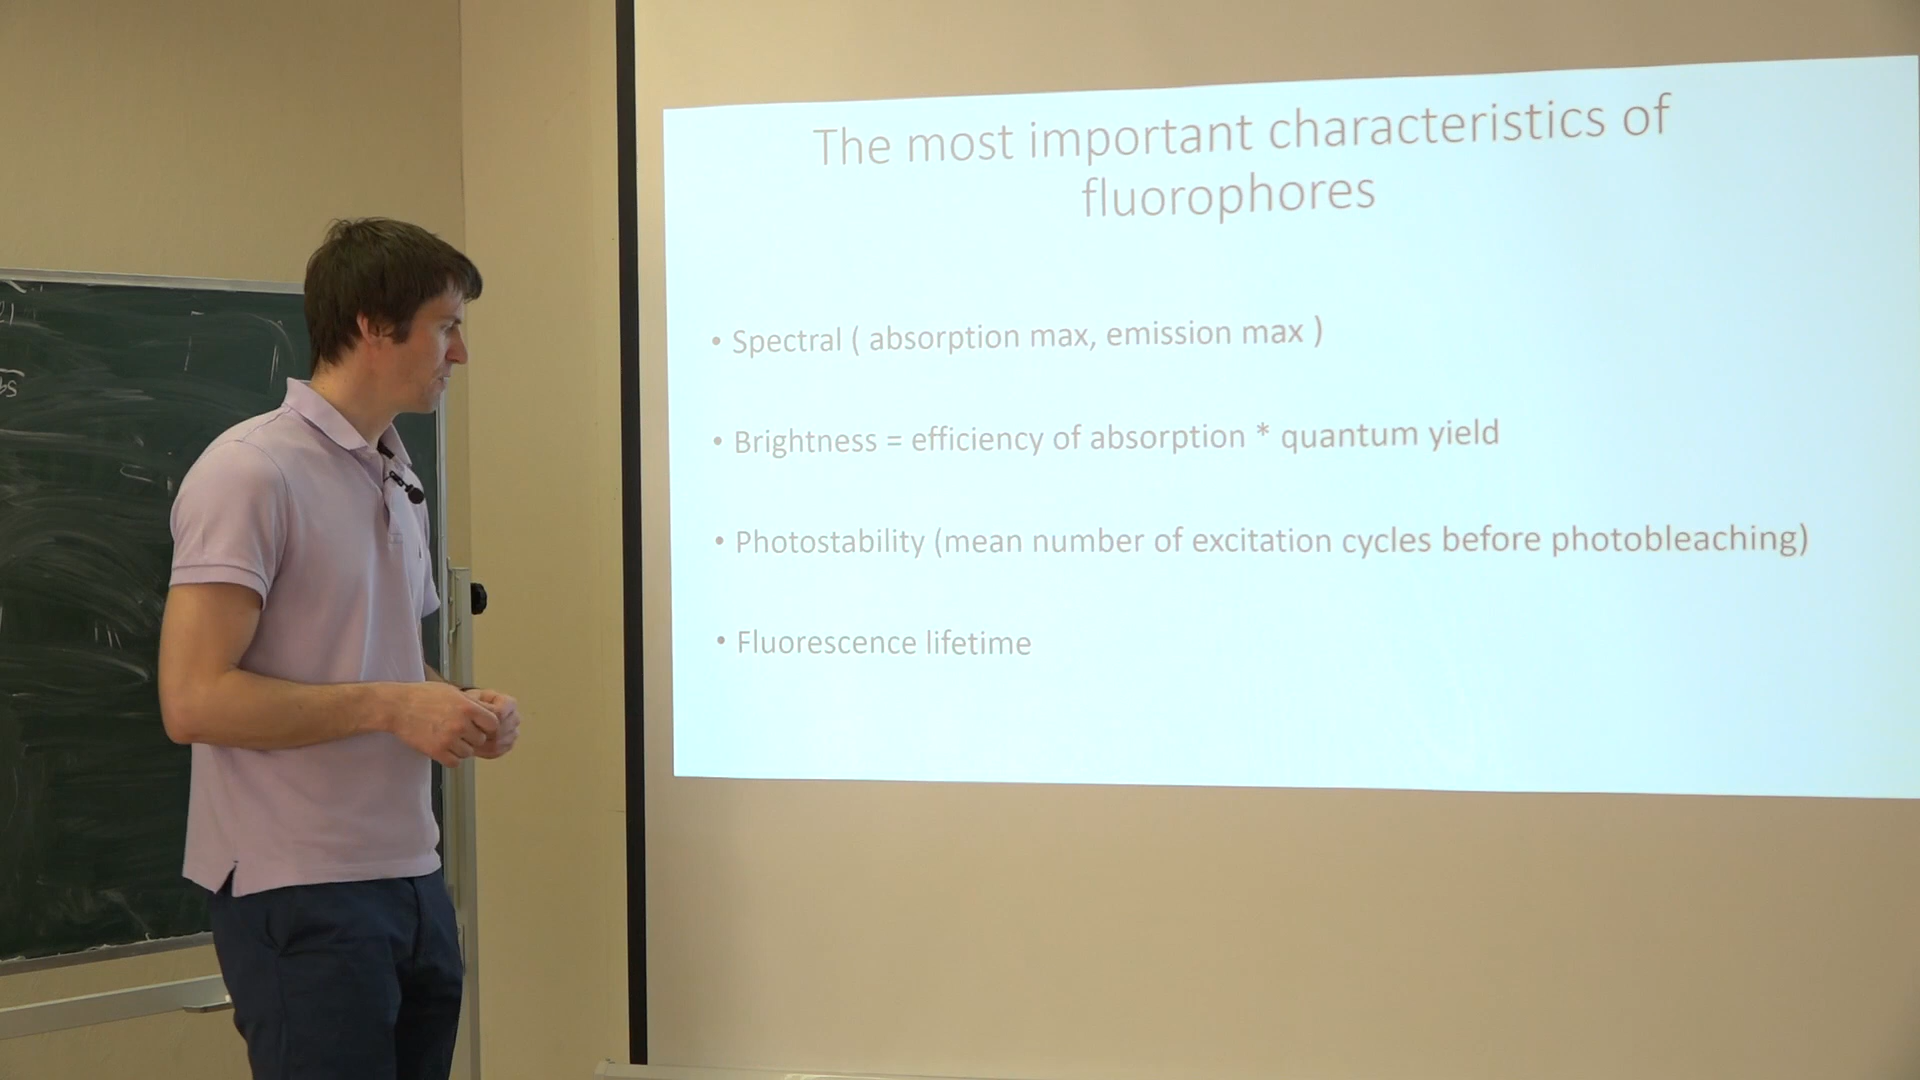 The most important characteristics of
fluorophores
• Spectral ( absorption max, emission max )
• Brightness = efficiency of absorption * quantum yield
• Photostability (mean number of excitation cycles before photobleaching)
• Fluorescence lifetime